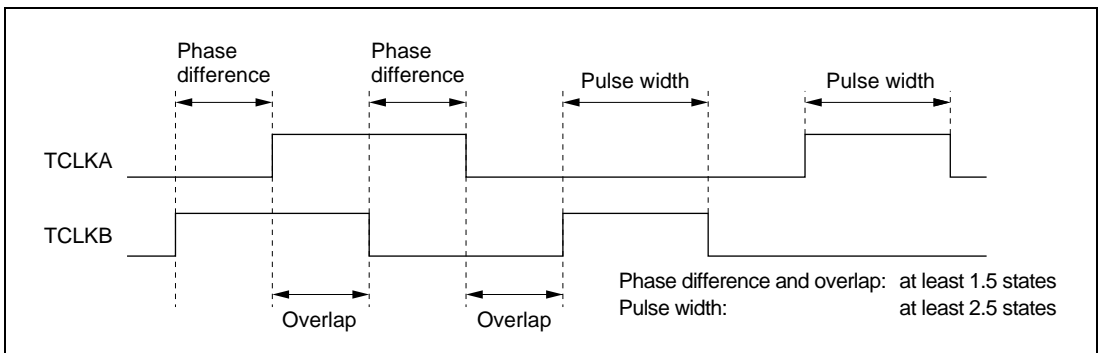 Phase
difference
Phase
difference
Pulse width
Pulse width
TCLKA
TCLKB
Overlap
Overlap
Phase difference and overlap: at least 1.5 states
Pulse width: at least 2.5 states